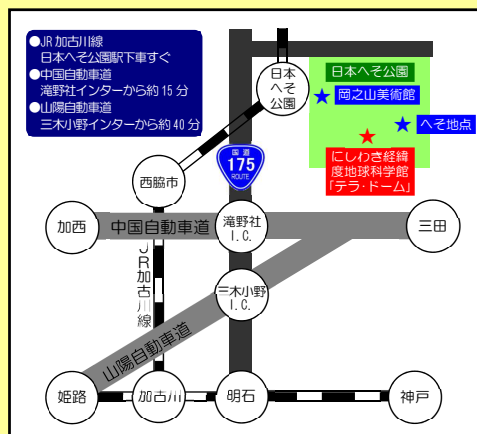 ●JR加古川線
日本へそ公園駅下車すぐ
●中国自動車道
滝野社インターから約15分
●山陽自動車道
三木小野インターから約40分
日本
へそ
公園
日本へそ公園
岡之山美術館
へそ地点
にしわき経緯
度地球科学館
「テラ・ドーム」
国道
175
ROUTE
西脇市
加西
中国自動車道
滝野社
I.C.
三田
JR加古川線
三木小野
I.C.
山陽自動車道
姫路
加古川
明石
神戸